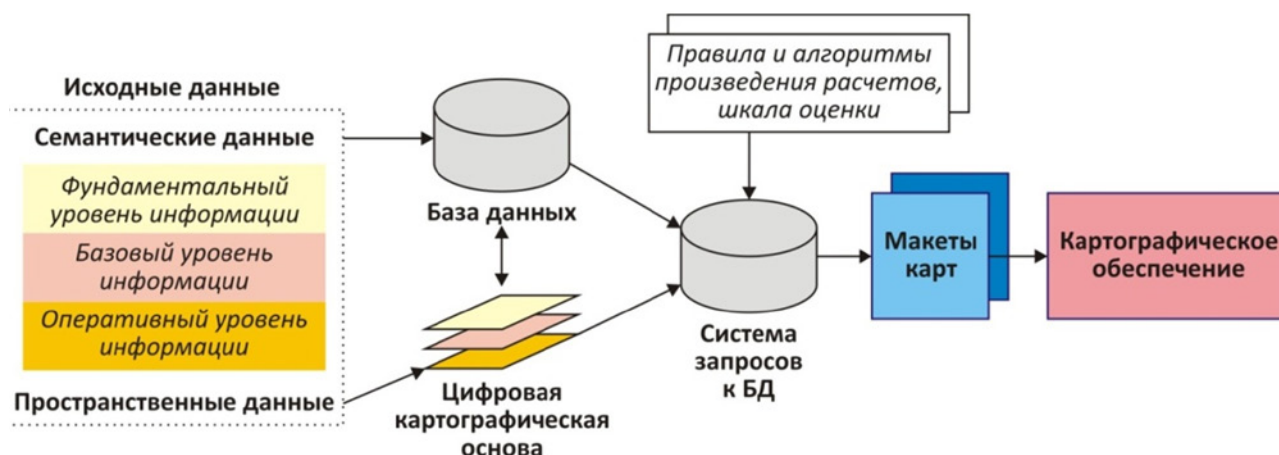 Исходные данные
Семантические данные
Фундаментальный
уровень информации
Базовый уровень
информации
Оперативный уровень
информации
Пространственные данные
База данных
Цифровая
картографическая
основа
Правила и алгоритмы
произведения расчетов,
шкала оценки
Система
запросов
к БД
Макеты
карт
Картографическое
обеспечение